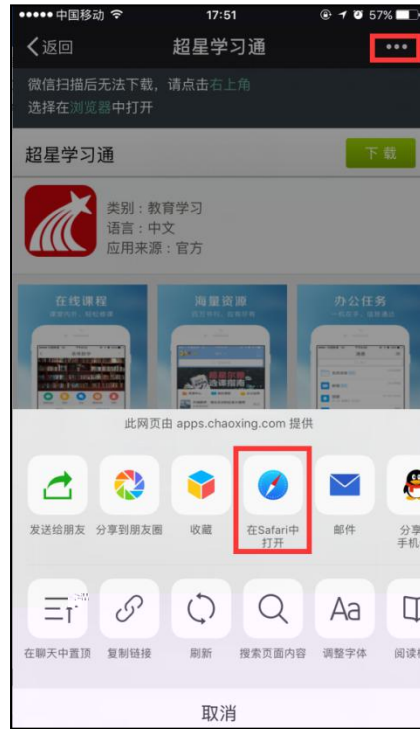 中国移动 17:51 57%
返回 超星学习通
微信扫描后无法下载，请点击右上角
选择在浏览器中打开
超星学习通 下载
类别：教育学习
语言：中文
应用来源：官方
在线课程 海量资源 办公任务
此网页由 apps.chaoxing.com 提供
发送给朋友 分享到朋友圈 收藏 在Safari中 邮件 分享
打开 手机
在聊天中置顶 复制链接 刷新 搜索页面内容 调整字体 阅读
Aa
取消